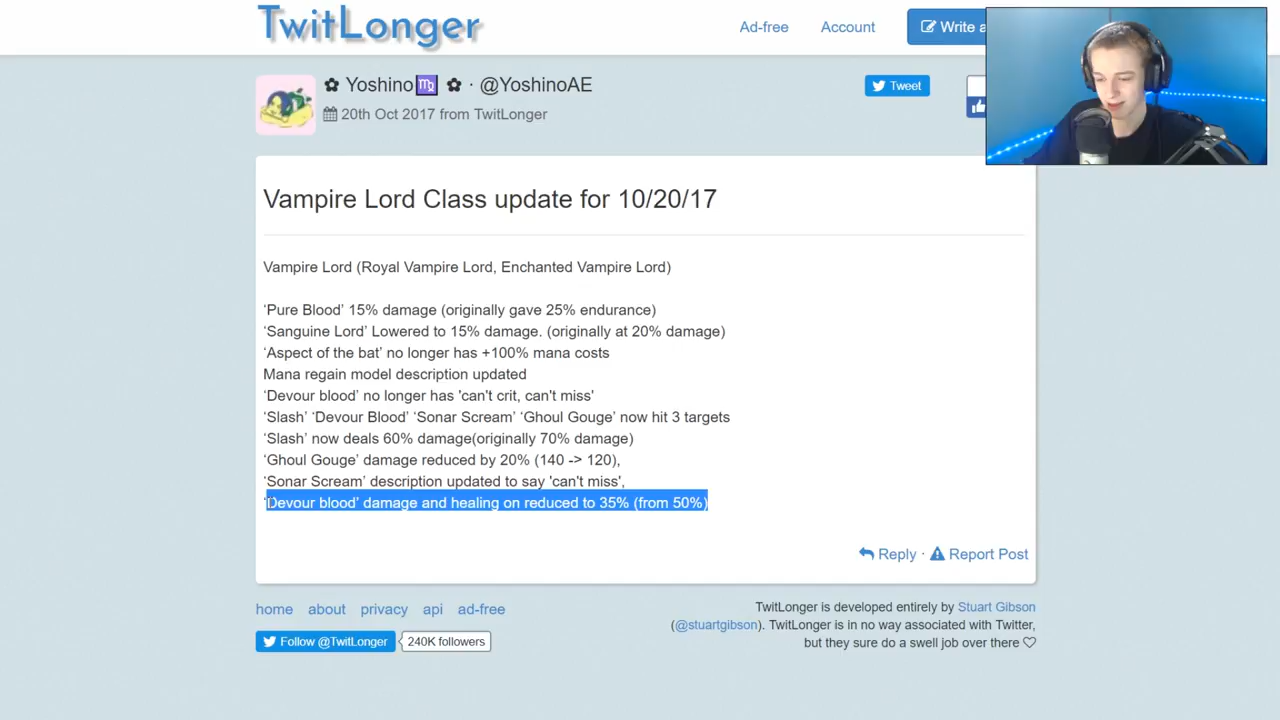 TwitLonger
Ad-free
Account
Write a
✿ Yoshino♍ ✿ · @YoshinoAE
20th Oct 2017 from TwitLonger
Tweet
Vampire Lord Class update for 10/20/17
Vampire Lord (Royal Vampire Lord, Enchanted Vampire Lord)
‘Pure Blood’ 15% damage (originally gave 25% endurance)
‘Sanguine Lord’ Lowered to 15% damage. (originally at 20% damage)
‘Aspect of the bat’ no longer has +100% mana costs
Mana regain model description updated
‘Devour blood’ no longer has 'can't crit, can't miss'
‘Slash’ ‘Devour Blood’ ‘Sonar Scream’ ‘Ghoul Gouge’ now hit 3 targets
‘Slash’ now deals 60% damage(originally 70% damage)
‘Ghoul Gouge’ damage reduced by 20% (140 -> 120),
‘Sonar Scream’ description updated to say 'can't miss',
‘Devour blood’ damage and healing on reduced to 35% (from 50%)
Reply · Report Post
home about privacy api ad-free
Follow @TwitLonger 240K followers
TwitLonger is developed entirely by Stuart Gibson
(@stuartgibson). TwitLonger is in no way associated with Twitter,
but they sure do a swell job over there ♡